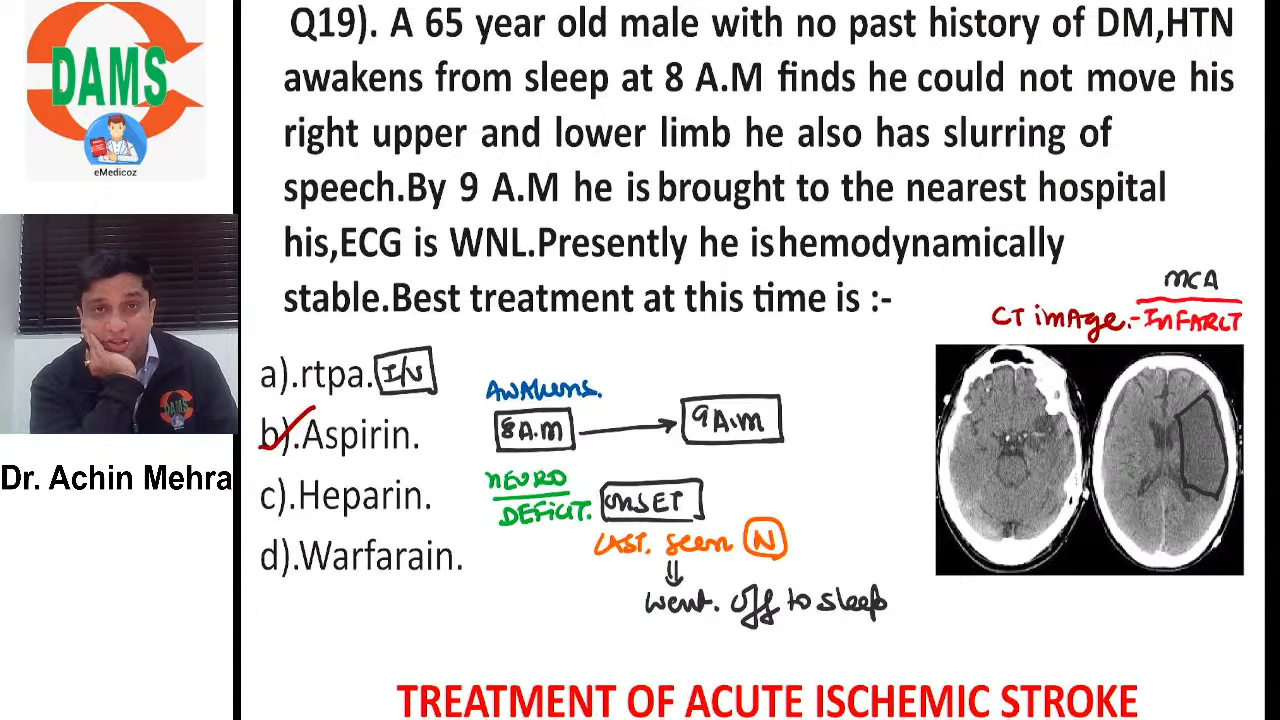 DAMS
eMedicoz
Dr. Achin Mehra
Q19). A 65 year old male with no past history of DM,HTN
awakens from sleep at 8 A.M finds he could not move his
right upper and lower limb he also has slurring of
speech.By 9 A.M he is brought to the nearest hospital
his,ECG is WNL.Presently he is hemodynamically
stable.Best treatment at this time is :-
MCA
CT imAge.-InFARCT
a).rtpa. I/V
b).Aspirin.
c).Heparin.
d).Warfarain.
AwAkens.
8A.M
9A.M
nEURO
DEFiCiT.
onSET
LAST. Seen N
went. off to sleep
DAMS
TREATMENT OF ACUTE ISCHEMIC STROKE